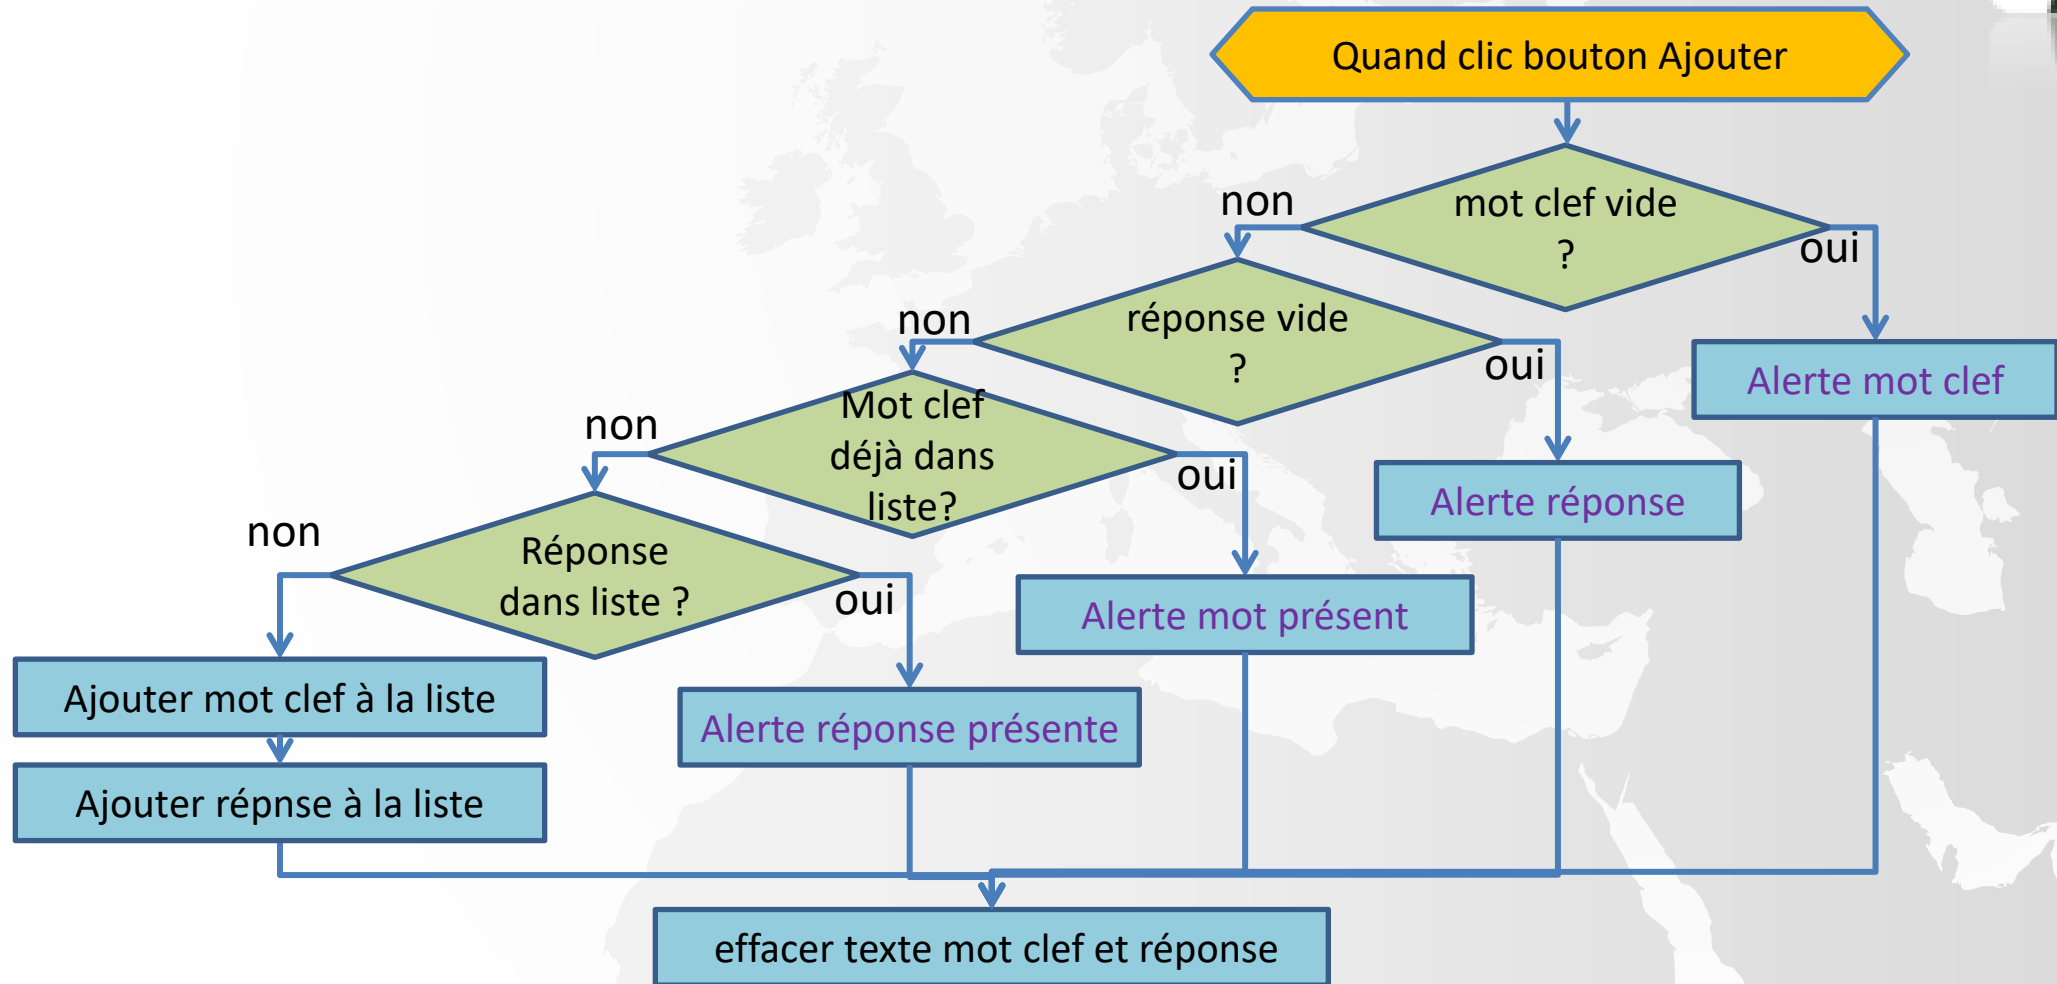 Quand clic bouton Ajouter
non
mot clef vide
?
oui
non
réponse vide
?
oui
Alerte mot clef
non
Mot clef
déjà dans
liste?
oui
Alerte réponse
non
Réponse
dans liste ?
oui
Alerte mot présent
Ajouter mot clef à la liste
Alerte réponse présente
Ajouter répnse à la liste
effacer texte mot clef et réponse